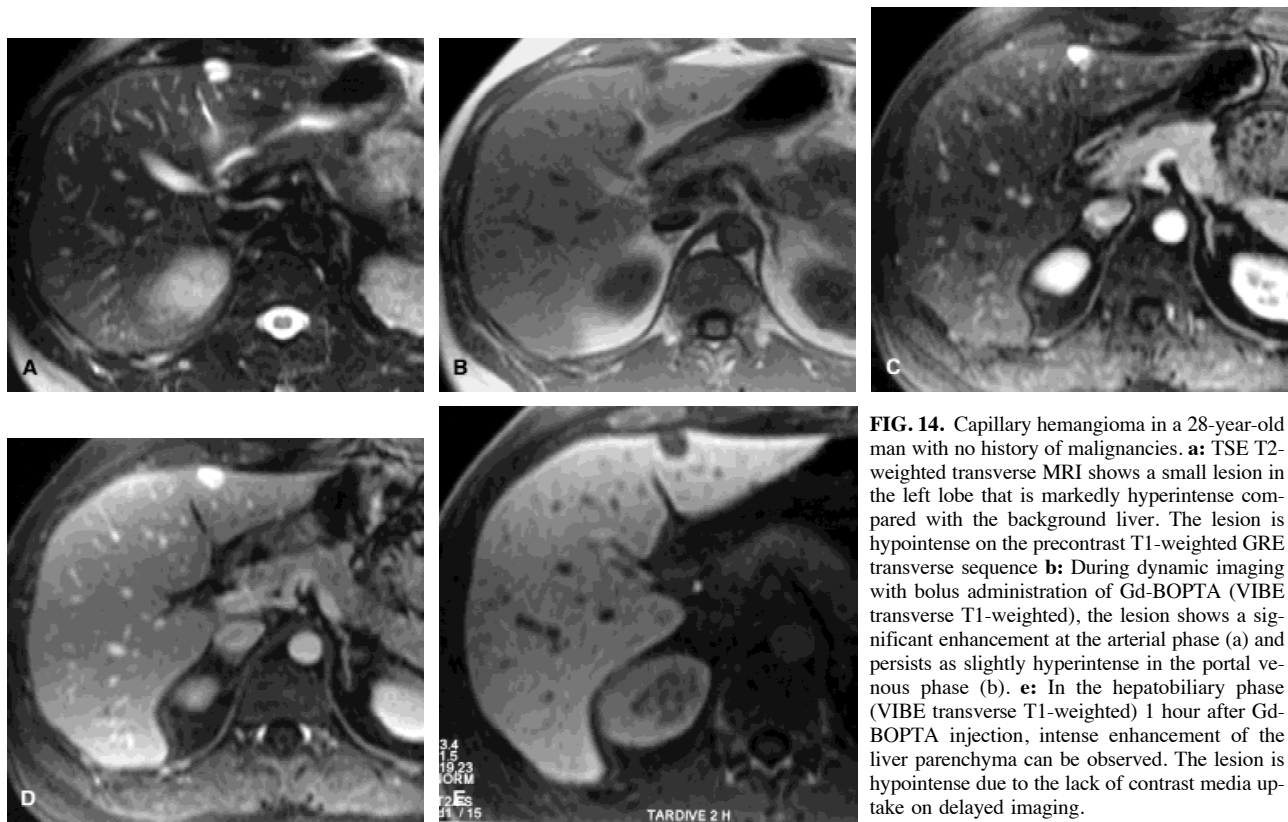 A
B
C
D
3.4
1.5
19.23
NORM
d1 / 15
E
TARDIVE 2 H
FIG. 14. Capillary hemangioma in a 28-year-old
man with no history of malignancies. a: TSE T2-
weighted transverse MRI shows a small lesion in
the left lobe that is markedly hyperintense com-
pared with the background liver. The lesion is
hypointense on the precontrast T1-weighted GRE
transverse sequence b: During dynamic imaging
with bolus administration of Gd-BOPTA (VIBE
transverse T1-weighted), the lesion shows a sig-
nificant enhancement at the arterial phase (a) and
persists as slightly hyperintense in the portal ve-
nous phase (b). e: In the hepatobiliary phase
(VIBE transverse T1-weighted) 1 hour after Gd-
BOPTA injection, intense enhancement of the
liver parenchyma can be observed. The lesion is
hypointense due to the lack of contrast media up-
take on delayed imaging.